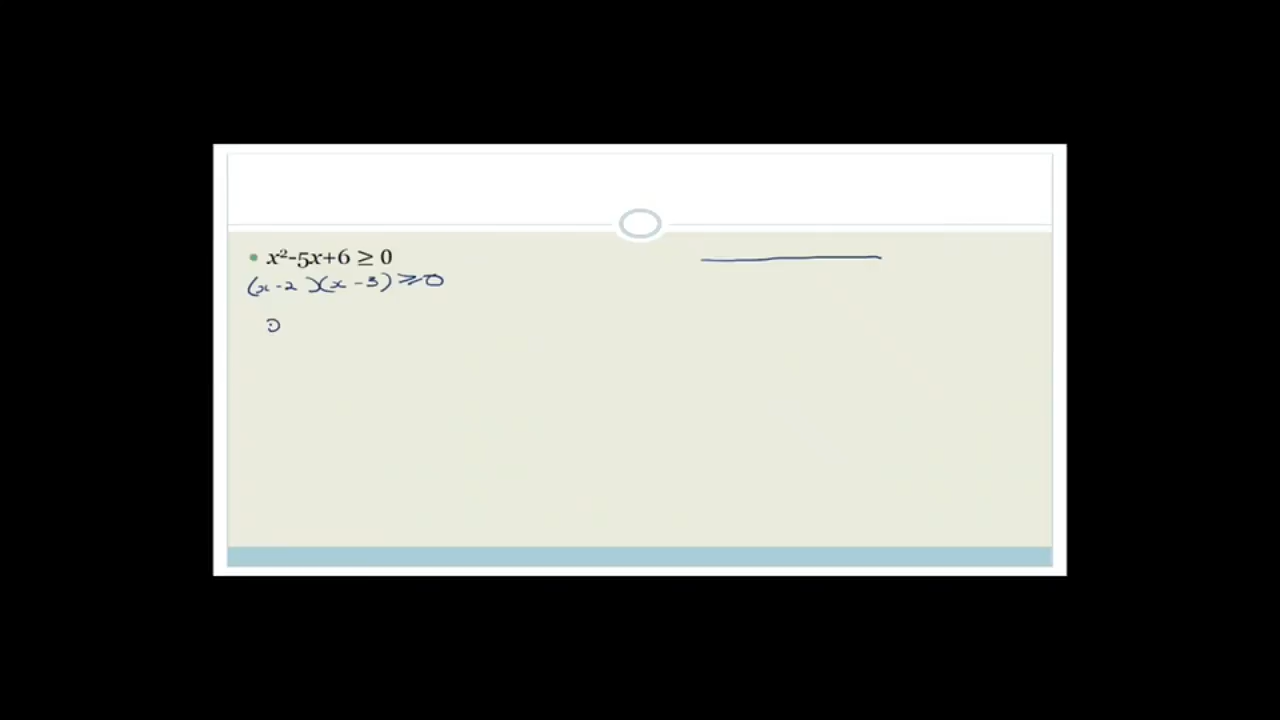 x²-5x+6 ≥ 0
(x-2)(x-3)≥0